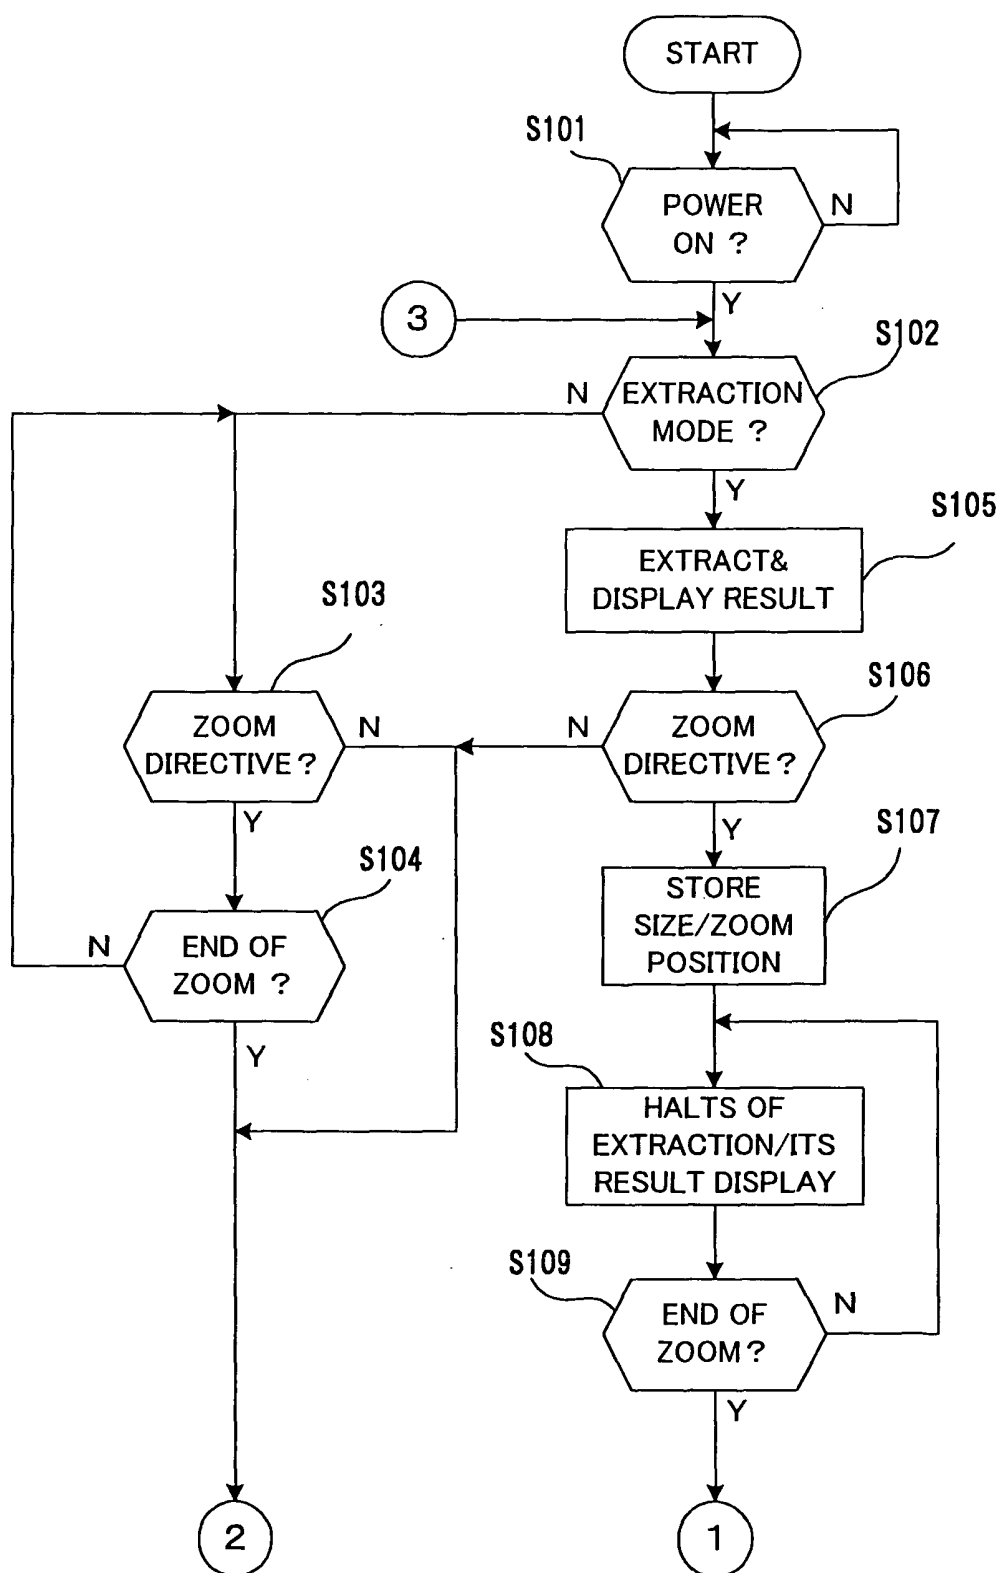 START
S101
POWER
ON ?
N
Y
3
S102
N
EXTRACTION
MODE ?
Y
S105
EXTRACT&
DISPLAY RESULT
S103
S106
ZOOM
DIRECTIVE ?
N
Y
N
ZOOM
DIRECTIVE ?
Y
S104
S107
N
END OF
ZOOM ?
Y
STORE
SIZE/ZOOM
POSITION
S108
HALTS OF
EXTRACTION/ITS
RESULT DISPLAY
S109
END OF
ZOOM ?
N
Y
2
1